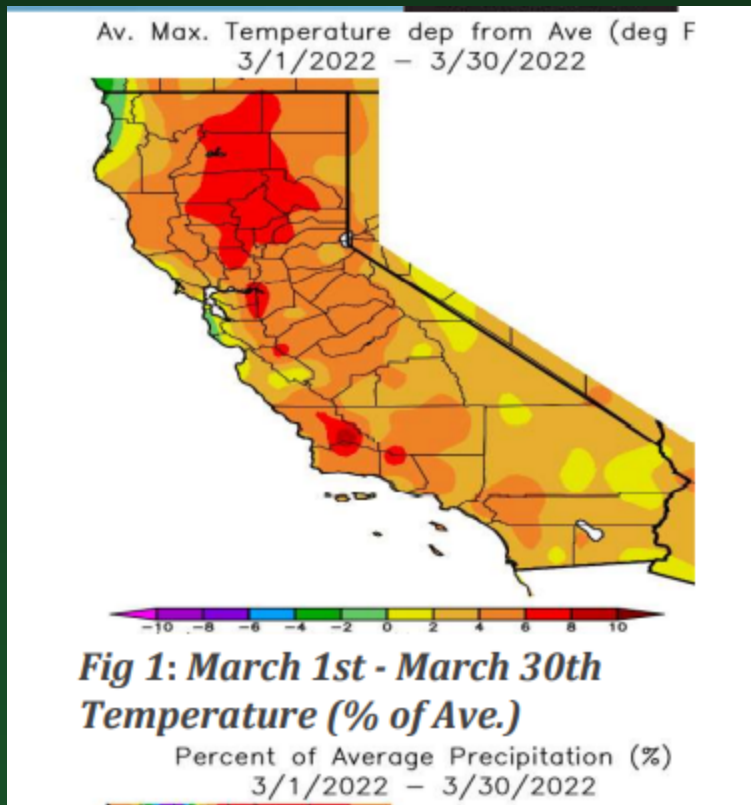 Av. Max. Temperature dep from Ave (deg F
3/1/2022 – 3/30/2022
-10 -8 -6 -4 -2 0 2 4 6 8 10
Fig 1: March 1st - March 30th
Temperature (% of Ave.)
Percent of Average Precipitation (%)
3/1/2022 – 3/30/2022